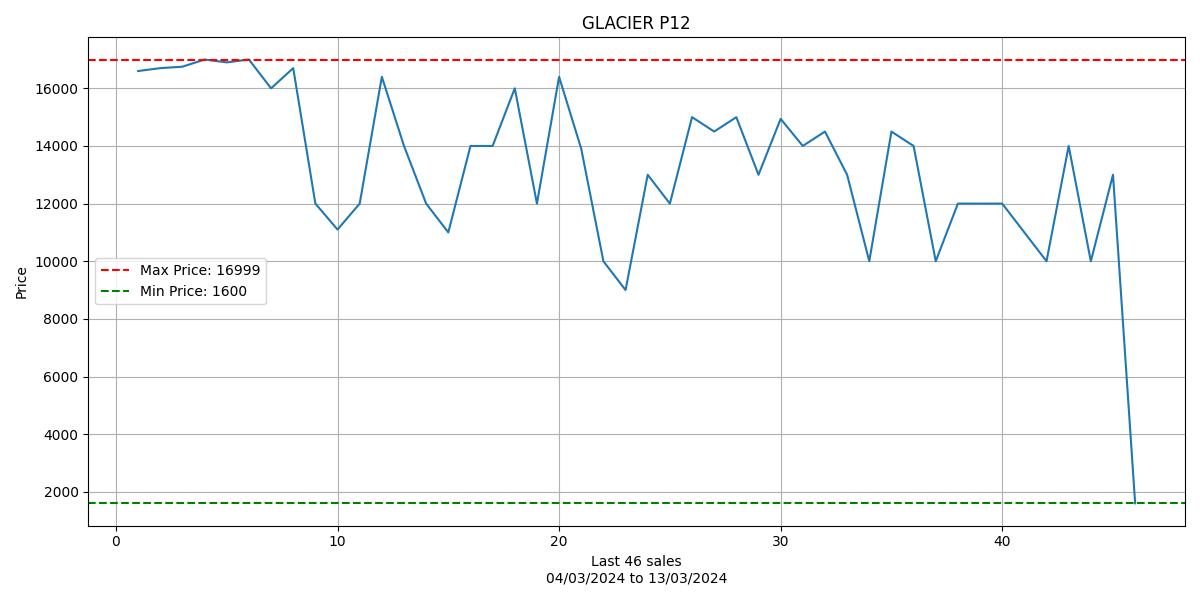 GLACIER P12
Price
16000
14000
12000
10000
8000
6000
4000
2000
Max Price: 16999
Min Price: 1600
0 10 20 30 40
Last 46 sales
04/03/2024 to 13/03/2024